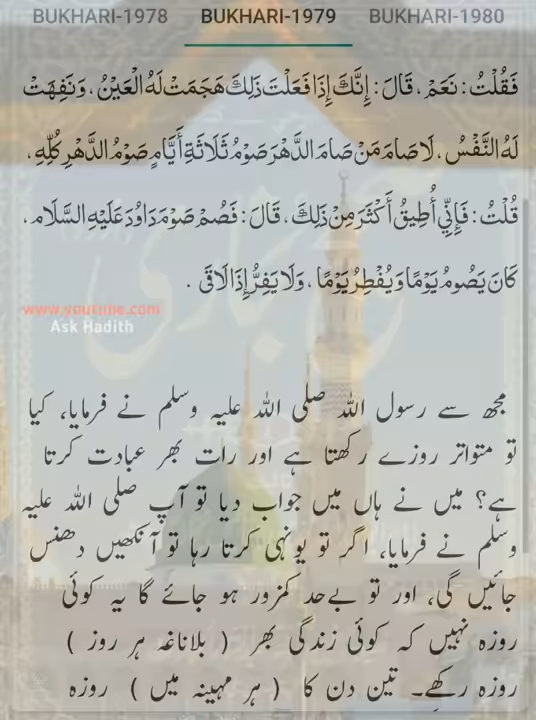 BUKHARI-1978 BUKHARI-1979 BUKHARI-1980
فَقُلْتُ : نَعَمْ ، قَالَ : إِنَّكَ إِذَا فَعَلْتَ ذَلِكَ هَجَمَتْ لَهُ الْعَيْنُ ، وَنَفِهَتْ
لَهُ النَّفْسُ ، لَا صَامَ مَنْ صَامَ الدَّهْرَ صَوْمُ ثَلَاثَةِ أَيَّامٍ صَوْمُ الدَّهْرِ كُلِّهِ ،
قُلْتُ : فَإِنِّي أُطِيقُ أَكْثَرَ مِنْ ذَلِكَ ، قَالَ : فَصُمْ صَوْمَ دَاوُدَ عَلَيْهِ السَّلَام ،
كَانَ يَصُومُ يَوْمًا وَيُفْطِرُ يَوْمًا ، وَلَا يَفِرُّ إِذَا لَاقَى .
www.youtube.com
Ask Hadith
مجھ سے رسول اللہ صلی اللہ علیہ وسلم نے فرمایا، کیا
تو متواتر روزے رکھتا ہے اور رات بھر عبادت کرتا
ہے؟ میں نے ہاں میں جواب دیا تو آپ صلی اللہ علیہ
وسلم نے فرمایا، اگر تو یونہی کرتا رہا تو آنکھیں دھنس
جائیں گی، اور تو بےحد کمزور ہو جائے گا یہ کوئی
روزہ نہیں کہ کوئی زندگی بھر ( بلاناغہ ہر روز )
روزہ رکھے۔ تین دن کا ( ہر مہینہ میں ) روزہ